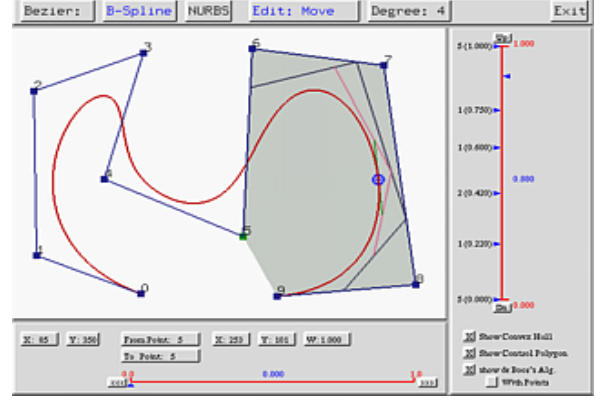 Bezier: B-Spline NURBS Edit: Move Degree: 4 Exit
3
6
7
2
4
5
1
0
9
8
Up
5 (1.000) 1.000
1 (0.750)
1 (0.600)
0.880
2 (0.420)
1 (0.220)
5 (0.000) 0.000
Dn
X: 85 Y: 350 From Point: 5 X: 253 Y: 101 W: 1.000
To Point: 5
0.0 0.000 1.0
<<< >>>
X Show Convex Hull
X Show Control Polygon
X show de Boor's Alg.
With Points